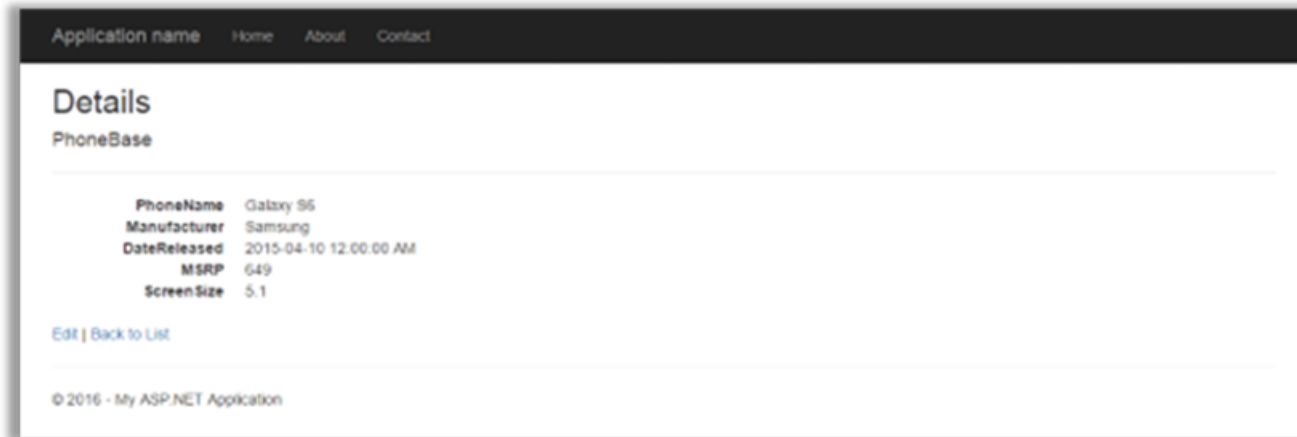 Application name Home About Contact
Details
PhoneBase
PhoneName Galaxy S6
Manufacturer Samsung
DateReleased 2015-04-10 12:00:00 AM
MSRP 649
ScreenSize 5.1
Edit | Back to List
© 2016 - My ASP.NET Application